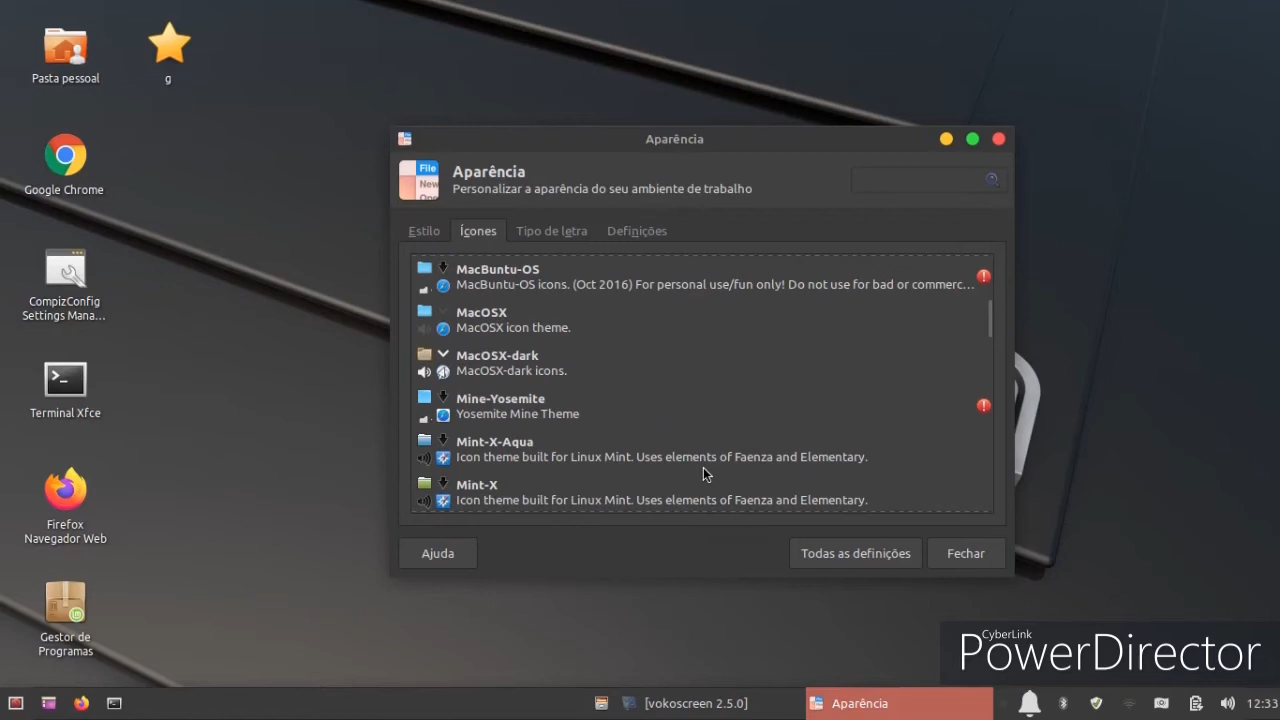 Pasta pessoal
g
Google Chrome
CompizConfig
Settings Mana...
Terminal Xfce
Firefox
Navegador Web
Gestor de
Programas
Aparência
File
New
Ope
Aparência
Personalizar a aparência do seu ambiente de trabalho
Estilo
Ícones
Tipo de letra
Definições
MacBuntu-OS
MacBuntu-OS icons. (Oct 2016) For personal use/fun only! Do not use for bad or commerc...
MacOSX
MacOSX icon theme.
MacOSX-dark
MacOSX-dark icons.
Mine-Yosemite
Yosemite Mine Theme
Mint-X-Aqua
Icon theme built for Linux Mint. Uses elements of Faenza and Elementary.
Mint-X
Icon theme built for Linux Mint. Uses elements of Faenza and Elementary.
Ajuda
Todas as definições
Fechar
CyberLink
PowerDirector
[vokoscreen 2.5.0]
Aparência
12:33